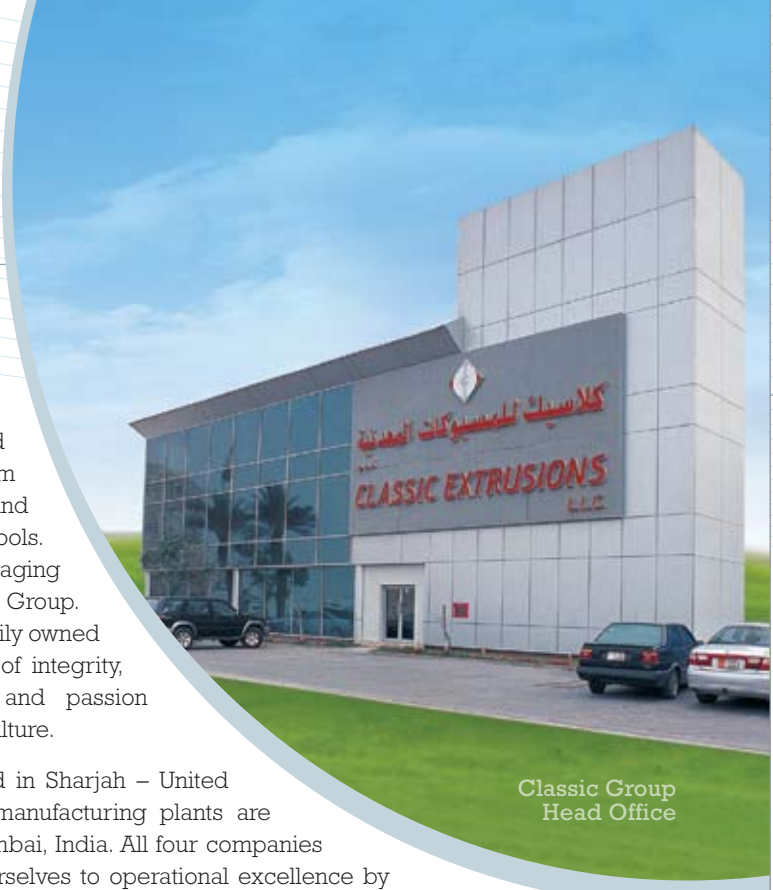 كلاسيك للمسبوكات المعدنية
CLASSIC EXTRUSIONS
L.L.C
ools.
aging
Group.
ily owned
of integrity,
and passion
lture.
d in Sharjah – United
manufacturing plants are
nbai, India. All four companies
rselves to operational excellence by
Classic Group
Head Office